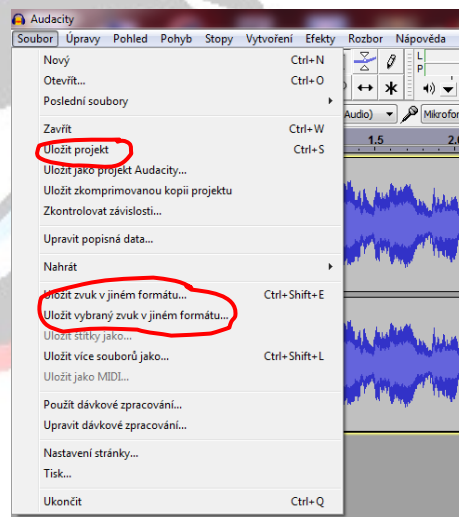 Audacity
Soubor Úpravy Pohled Pohyb Stopy Vytvoření Efekty Rozbor Nápověda
Nový Ctrl+N
Otevřít... Ctrl+O
Poslední soubory
Zavřít Ctrl+W
Uložit projekt Ctrl+S
Uložit jako projekt Audacity...
Uložit zkomprimovanou kopii projektu
Zkontrolovat závislosti...
Upravit popisná data...
Nahrát
Uložit zvuk v jiném formátu... Ctrl+Shift+E
Uložit vybraný zvuk v jiném formátu...
Uložit štítky jako...
Uložit více souborů jako... Ctrl+Shift+L
Uložit jako MIDI...
Použít dávkové zpracování...
Upravit dávkové zpracování...
Nastavení stránky...
Tisk...
Ukončit Ctrl+Q
L
P
Audio) Mikrofor
1.5 2.0